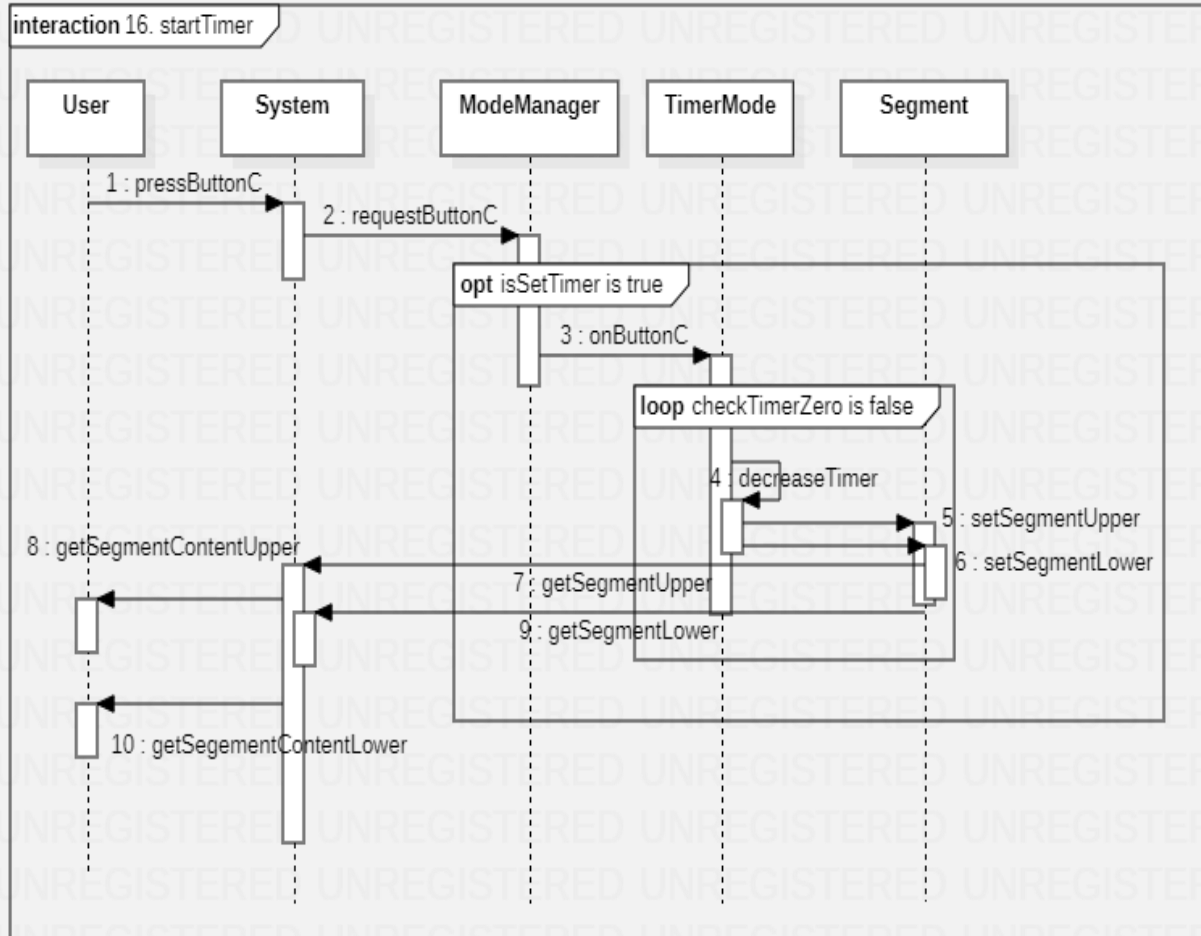 interaction 16. startTimer
User
System
ModeManager
TimerMode
Segment
1 : pressButtonC
2 : requestButtonC
opt isSetTimer is true
3 : onButtonC
loop checkTimerZero is false
4 : decreaseTimer
5 : setSegmentUpper
6 : setSegmentLower
8 : getSegmentContentUpper
7 : getSegmentUpper
9 : getSegmentLower
10 : getSegementContentLower
UNREGISTERED